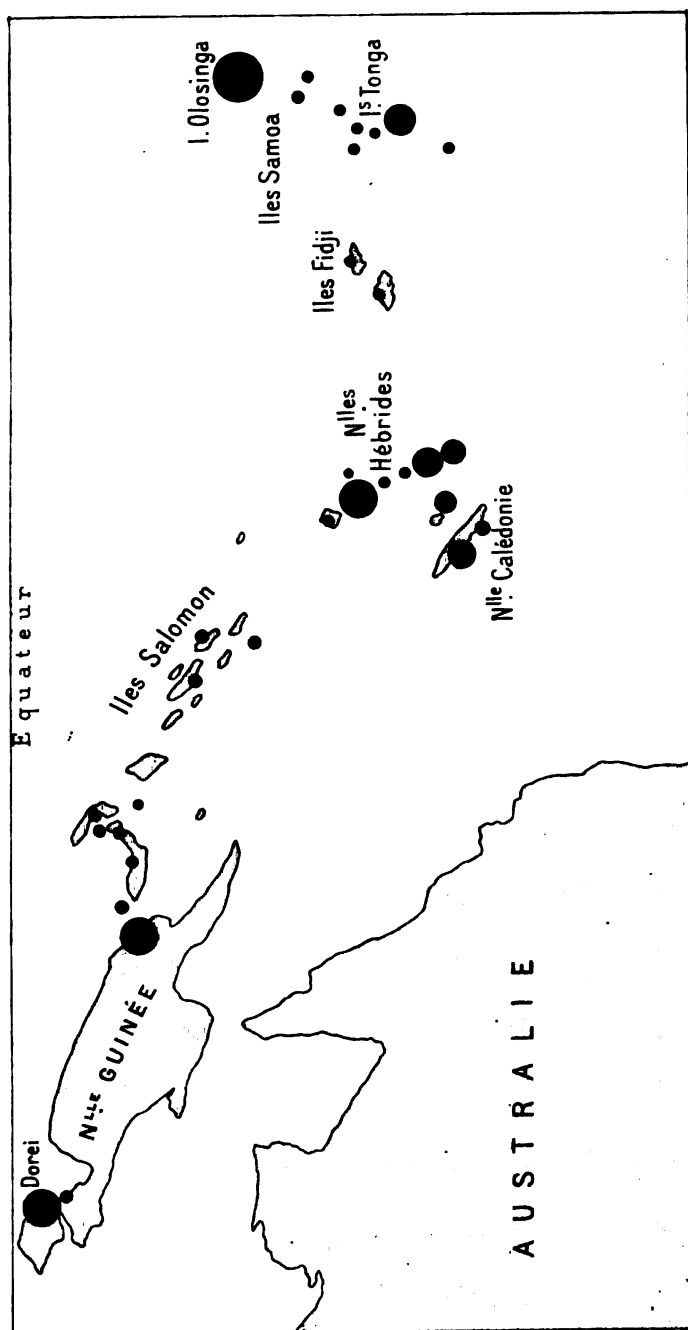 Equateur
Dorei
Nlle GUINÉE
Iles Salomon
I. Olosinga
Iles Samoa
Is Tonga
Iles Fidji
Nlles
Hébrides
Nlle Calédonie
AUSTRALIE